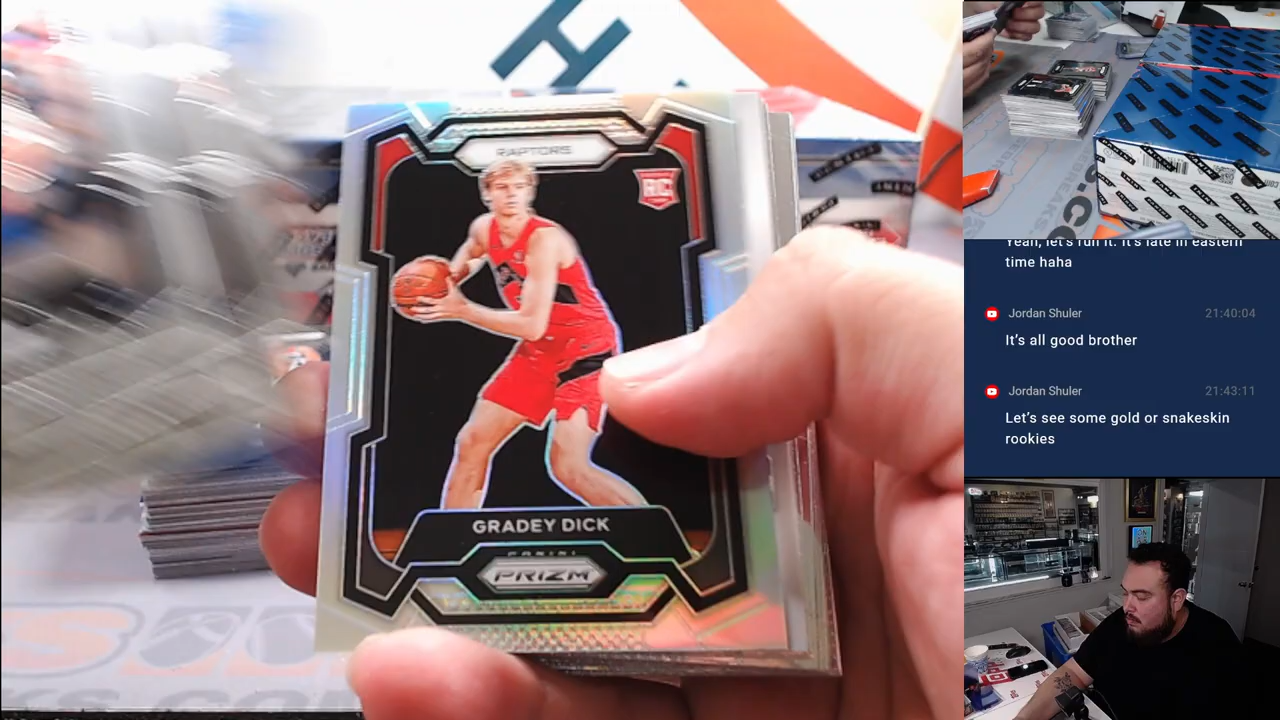 RAPTORS
RC
GRADEY DICK
PANINI
PRIZM
Yeah, let's run it. It's late in eastern
time haha
Jordan Shuler
21:40:04
It's all good brother
Jordan Shuler
21:43:11
Let's see some gold or snakeskin
rookies